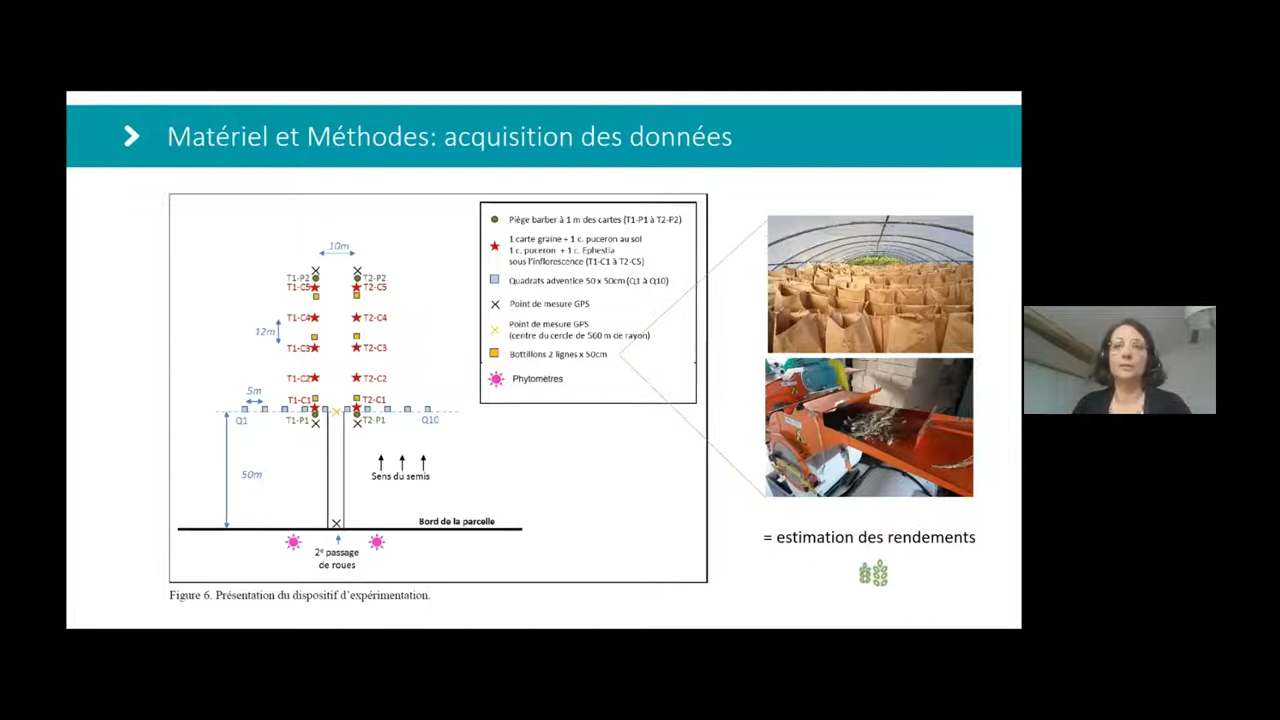 Matériel et Méthodes: acquisition des données
Piège barber à 1 m des cartes (T1-P1 à T2-P2)
1 carte graine + 1 c. puceron au sol
1 c. puceron + 1 c. Ephestia
sous l'inflorescence (T1-C1 à T2-C5)
Quadrats adventice 50 x 50cm (Q1 à Q10)
Point de mesure GPS
Point de mesure GPS
(centre du cercle de 560 m de rayon)
Bottillons 2 lignes x 50cm
Phytomètres
10m
T1-P2 T2-P2
T1-C5 T2-C5
T1-C4 T2-C4
12m
T1-C3 T2-C3
T1-C2 T2-C2
5m
T1-C1 T2-C1
Q1 T1-P1 T2-P1 Q10
50m
Sens du semis
Bord de la parcelle
2e passage
de roues
Figure 6. Présentation du dispositif d'expérimentation.
= estimation des rendements